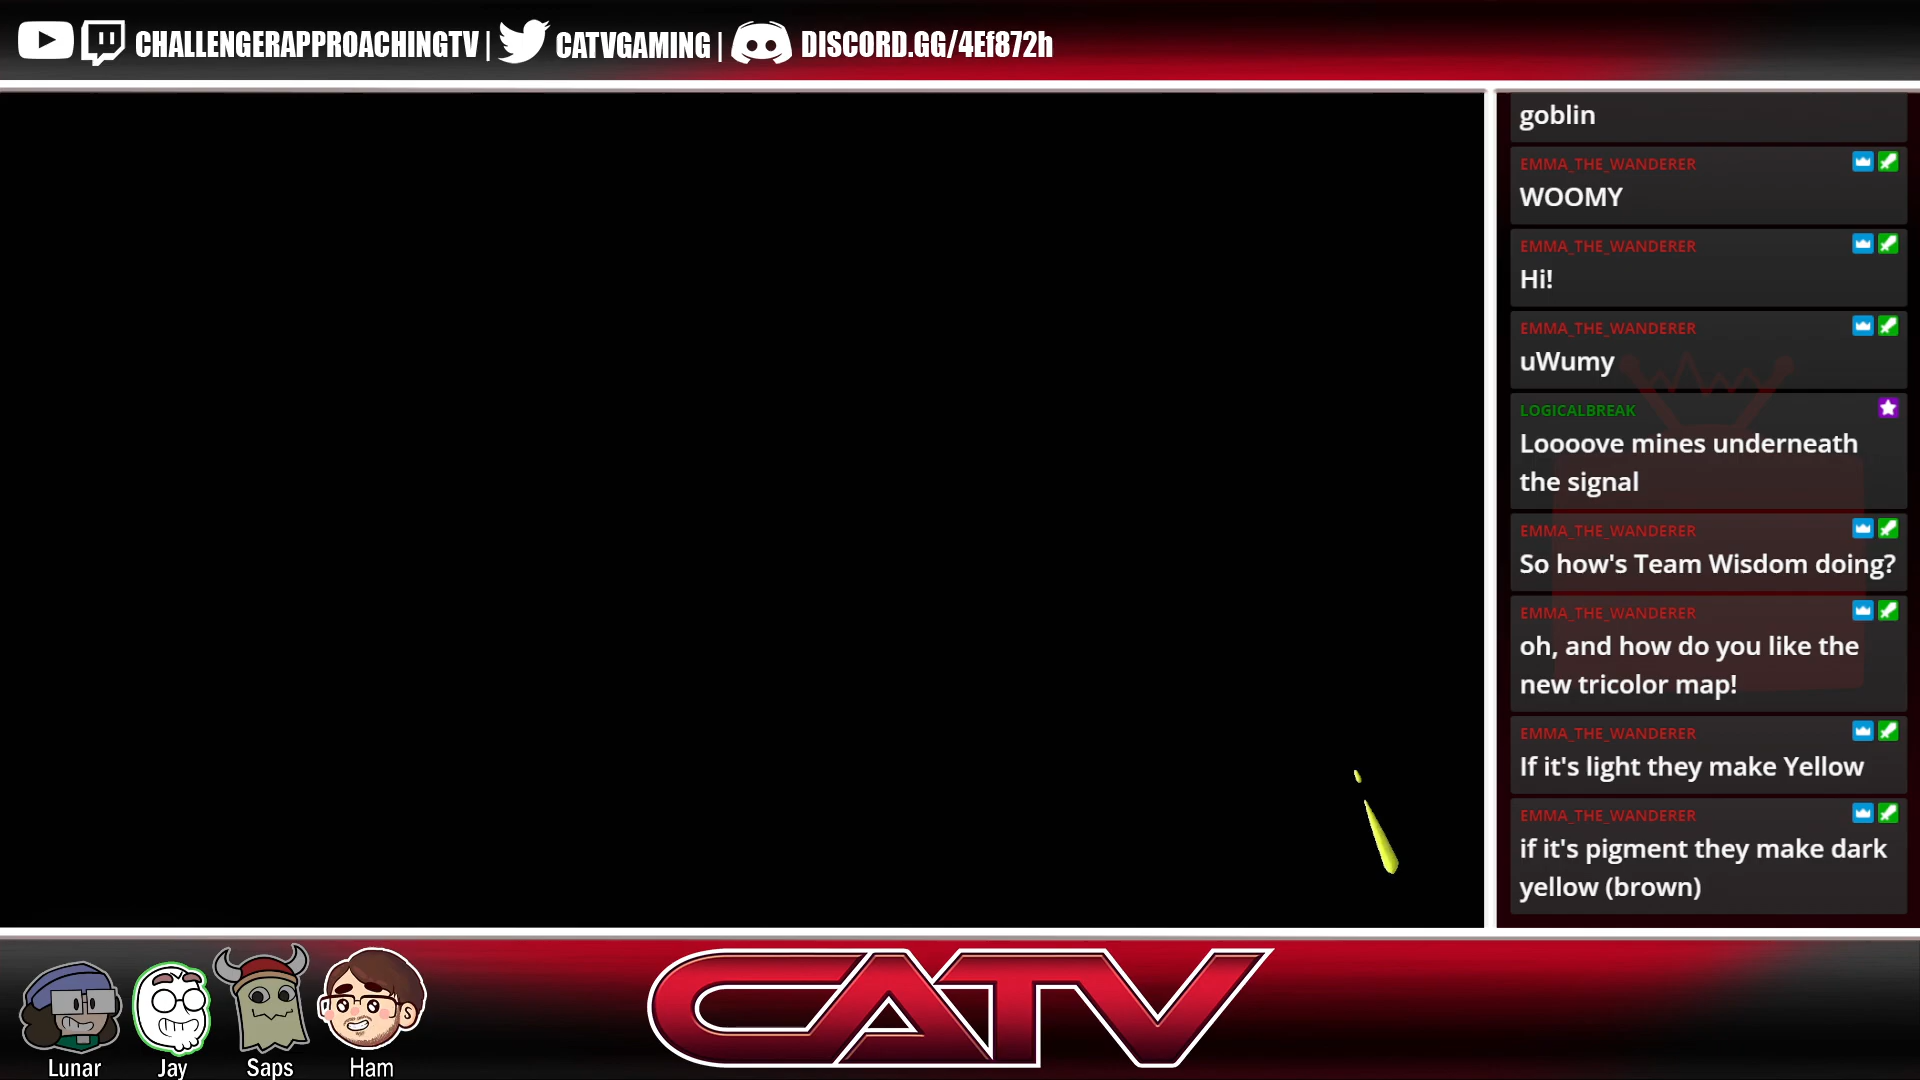 CHALLENGERAPPROACHINGTV | CATVGAMING | DISCORD.GG/4Ef872h
goblin
EMMA_THE_WANDERER
WOOMY
EMMA_THE_WANDERER
Hi!
EMMA_THE_WANDERER
uWumy
LOGICALBREAK
Loooove mines underneath
the signal
EMMA_THE_WANDERER
So how's Team Wisdom doing?
EMMA_THE_WANDERER
oh, and how do you like the
new tricolor map!
EMMA_THE_WANDERER
If it's light they make Yellow
EMMA_THE_WANDERER
if it's pigment they make dark
yellow (brown)
CATV
Lunar Jay Saps Ham